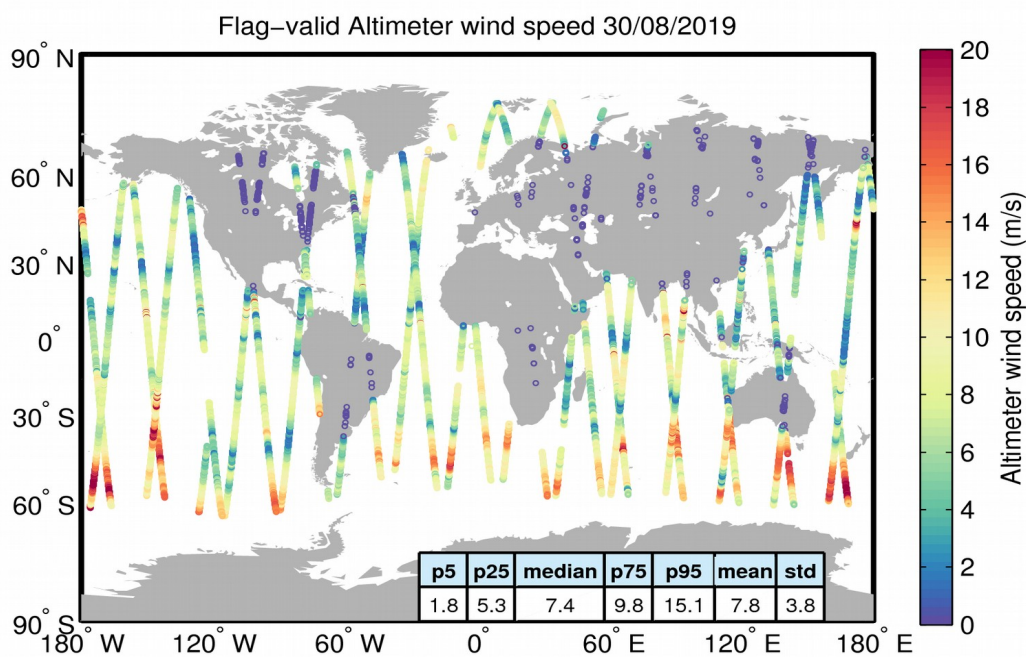 Flag−valid Altimeter wind speed 30/08/2019
90° N
60° N
30° N
0°
30° S
60° S
90° S
180° W
120° W
60° W
0°
60° E
120° E
180° E
p5 p25 median p75 p95 mean std
1.8 5.3 7.4 9.8 15.1 7.8 3.8
20
18
16
14
12
10
8
6
4
2
0
Altimeter wind speed (m/s)